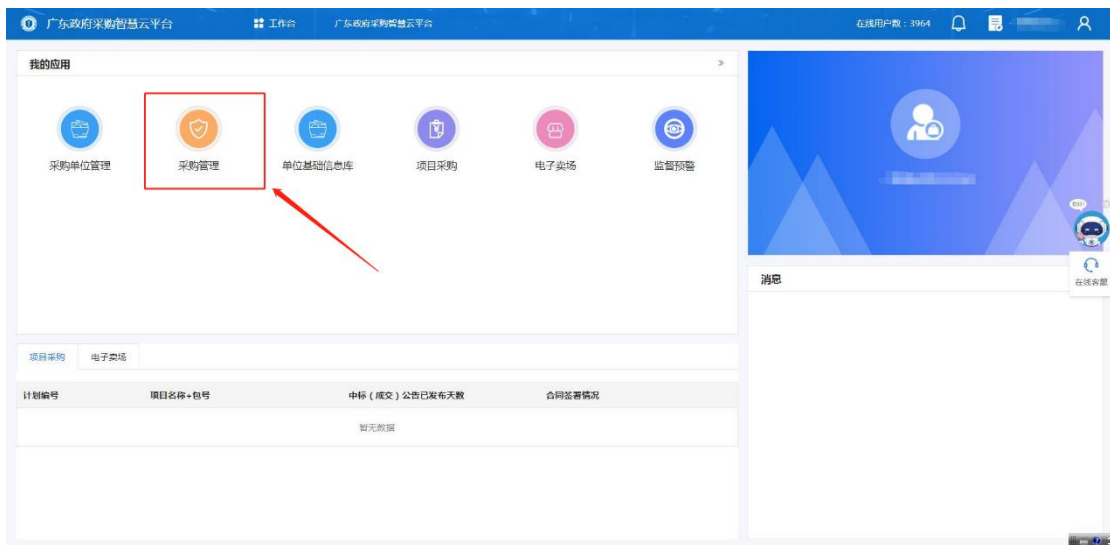 广东政府采购智慧云平台 工作台 广东政府采购智慧云平台 在线用户数：3964
我的应用 »
采购单位管理 采购管理 单位基础信息库 项目采购 电子卖场 监督预警
消息
在线客服
项目采购 电子卖场
计划编号 项目名称+包号 中标（成交）公告已发布天数 合同签署情况
暂无数据